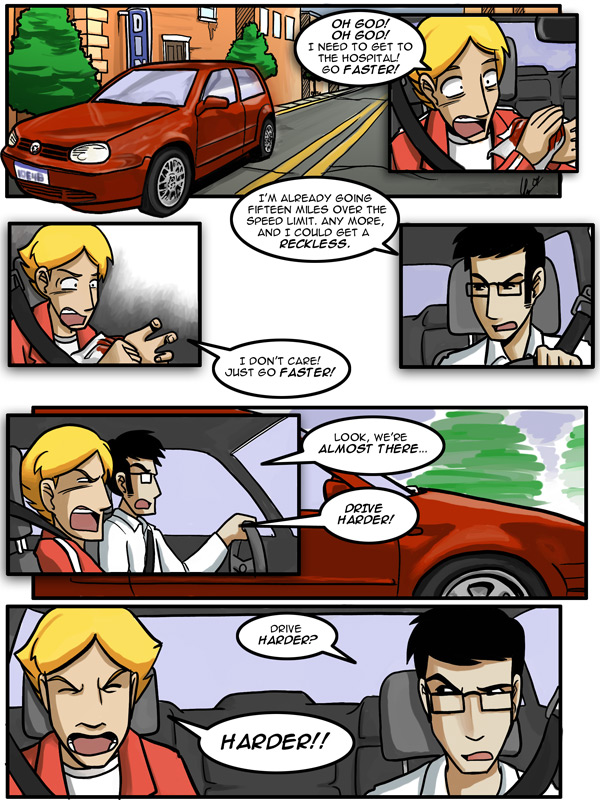 OH GOD!
OH GOD!
I NEED TO GET TO
THE HOSPITAL!
GO FASTER!
I'M ALREADY GOING
FIFTEEN MILES OVER THE
SPEED LIMIT. ANY MORE,
AND I COULD GET A
RECKLESS.
I DON'T CARE!
JUST GO FASTER!
LOOK, WE'RE
ALMOST THERE...
DRIVE
HARDER!
DRIVE
HARDER?
HARDER!!